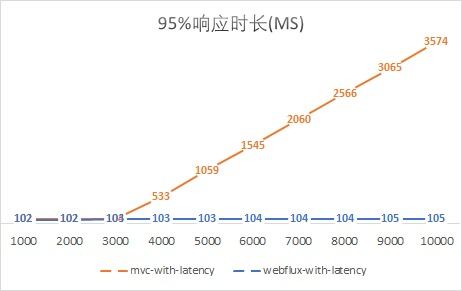 95%响应时长(MS)
3574
3065
2566
2060
1545
1059
533
102 102 103 103 103 104 104 104 105 105
1000 2000 3000 4000 5000 6000 7000 8000 9000 10000
mvc-with-latency webflux-with-latency